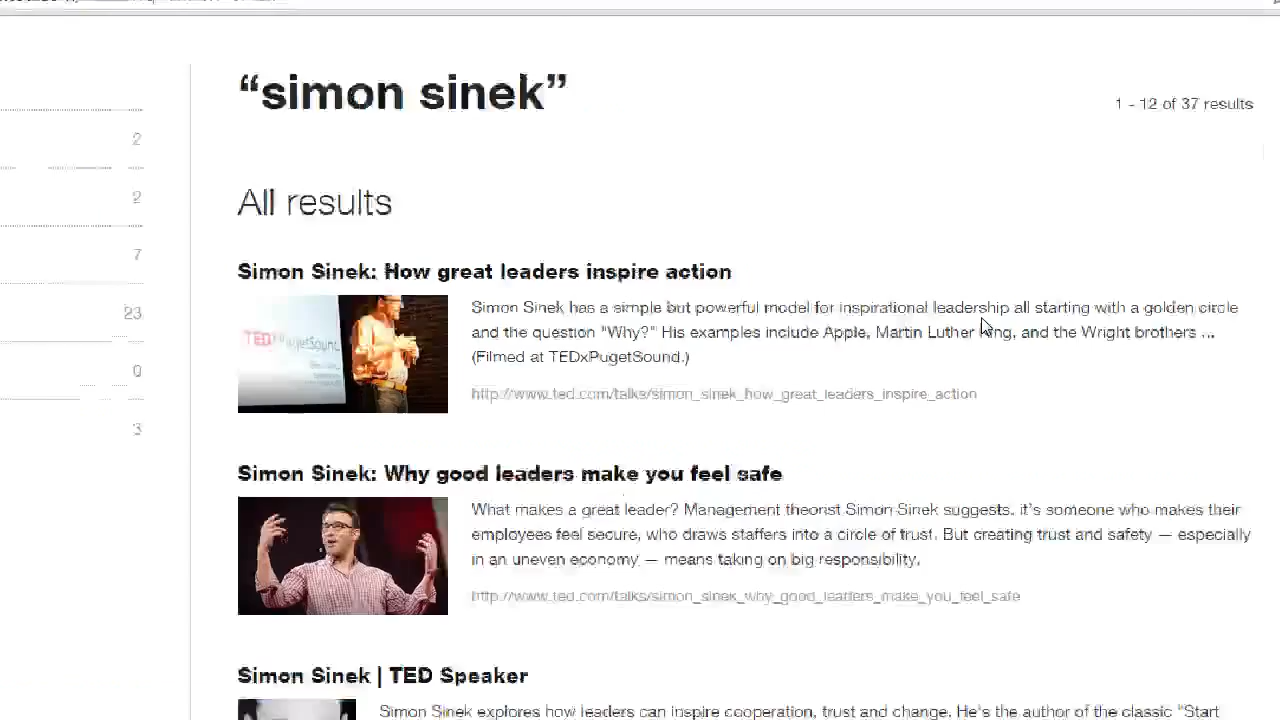 “simon sinek”
1 - 12 of 37 results
2
2
7
23
0
3
All results
Simon Sinek: How great leaders inspire action
TEDxPugetSound
Simon Sinek has a simple but powerful model for inspirational leadership all starting with a golden circle
and the question "Why?" His examples include Apple, Martin Luther King, and the Wright brothers ...
(Filmed at TEDxPugetSound.)
http://www.ted.com/talks/simon_sinek_how_great_leaders_inspire_action
Simon Sinek: Why good leaders make you feel safe
What makes a great leader? Management theorist Simon Sinek suggests, it's someone who makes their
employees feel secure, who draws staffers into a circle of trust. But creating trust and safety — especially
in an uneven economy — means taking on big responsibility.
http://www.ted.com/talks/simon_sinek_why_good_leaders_make_you_feel_safe
Simon Sinek | TED Speaker
Simon Sinek explores how leaders can inspire cooperation, trust and change. He's the author of the classic "Start